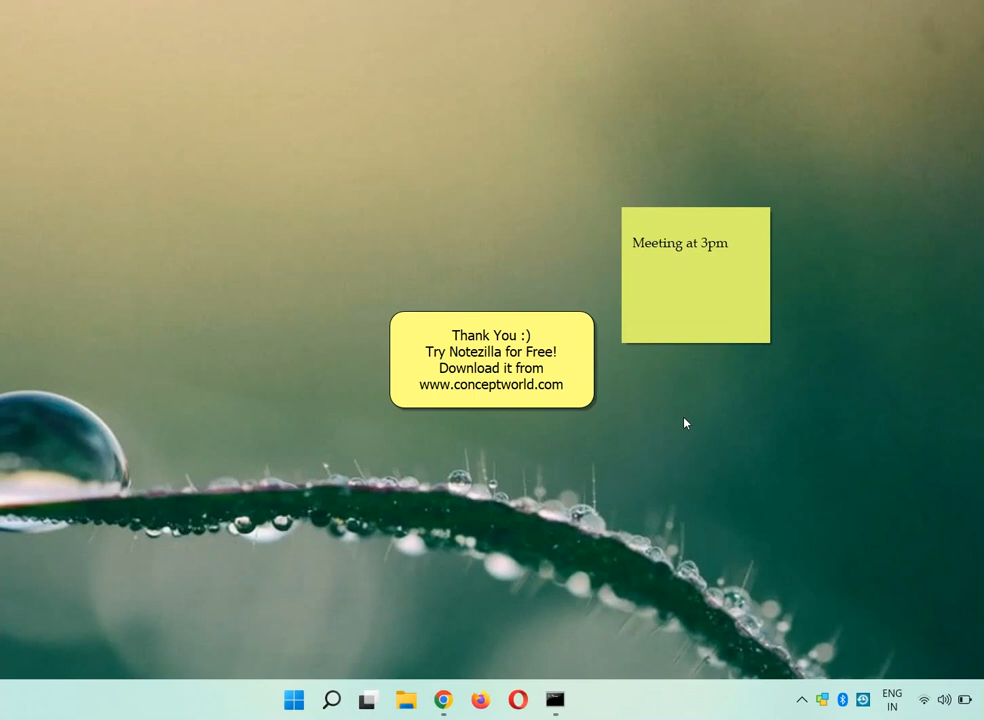 Meeting at 3pm
Thank You :)
Try Notezilla for Free!
Download it from
www.conceptworld.com
ENG
IN